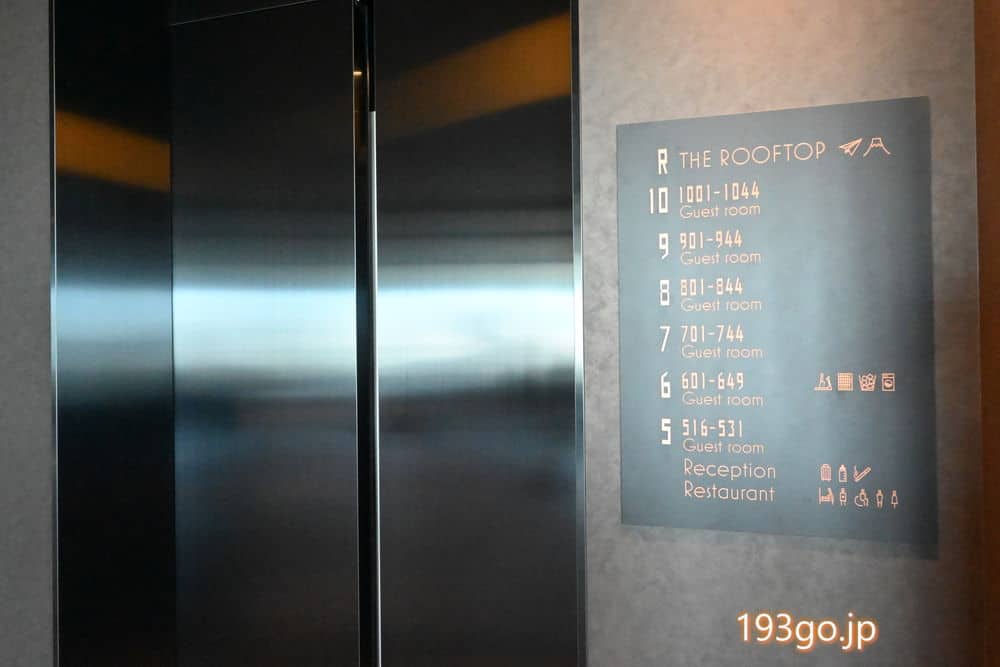 R THE ROOFTOP
10 1001-1044
Guest room
9 901-944
Guest room
8 801-844
Guest room
7 701-744
Guest room
6 601-649
Guest room
5 516-531
Guest room
Reception
Restaurant
193go.jp